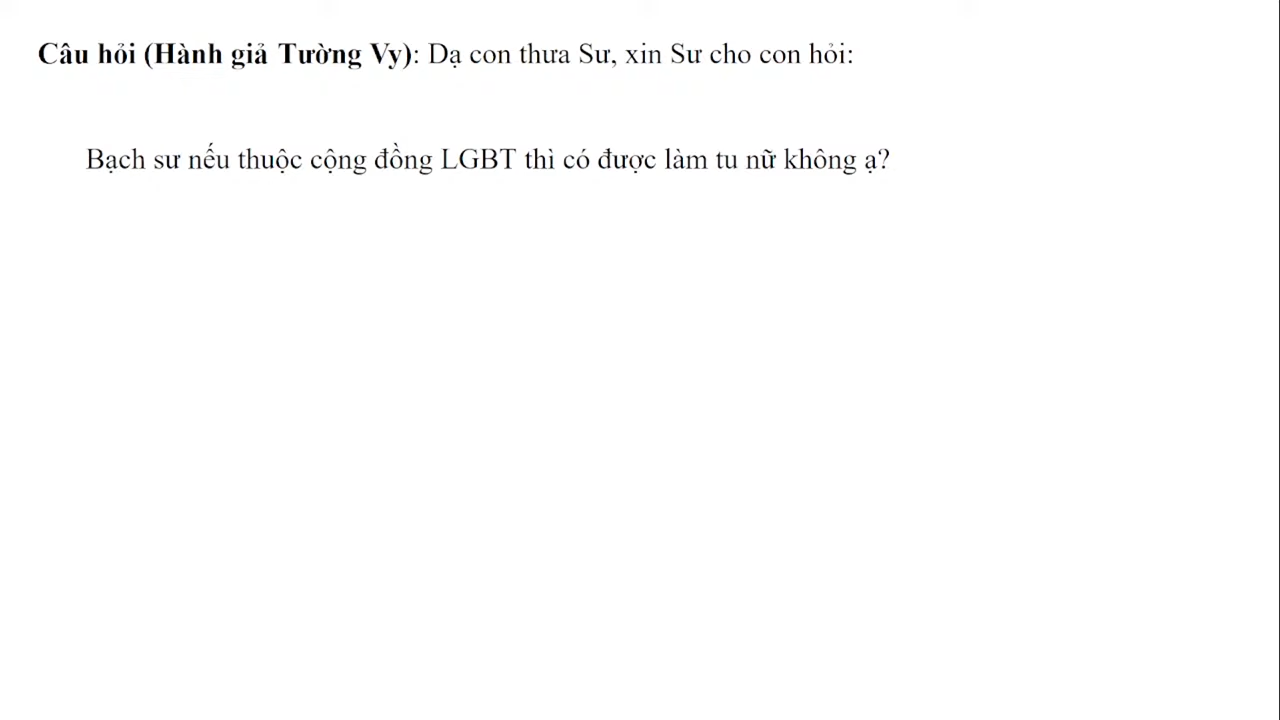 Câu hỏi (Hành giả Tường Vy): Dạ con thưa Sư, xin Sư cho con hỏi:
Bạch sư nếu thuộc cộng đồng LGBT thì có được làm tu nữ không ạ?